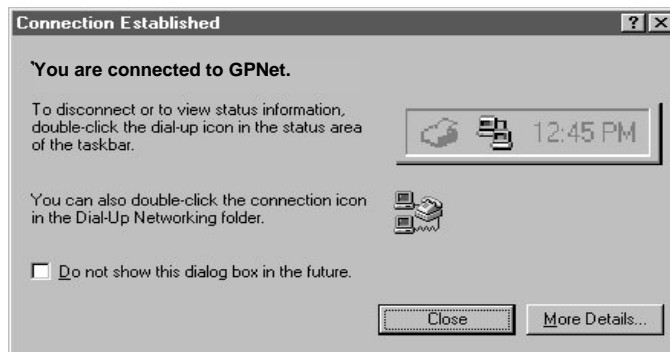 Connection Established
You are connected to GPNet.
To disconnect or to view status information,
double-click the dial-up icon in the status area
of the taskbar.
12:45 PM
You can also double-click the connection icon
in the Dial-Up Networking folder.
Do not show this dialog box in the future.
Close
More Details...